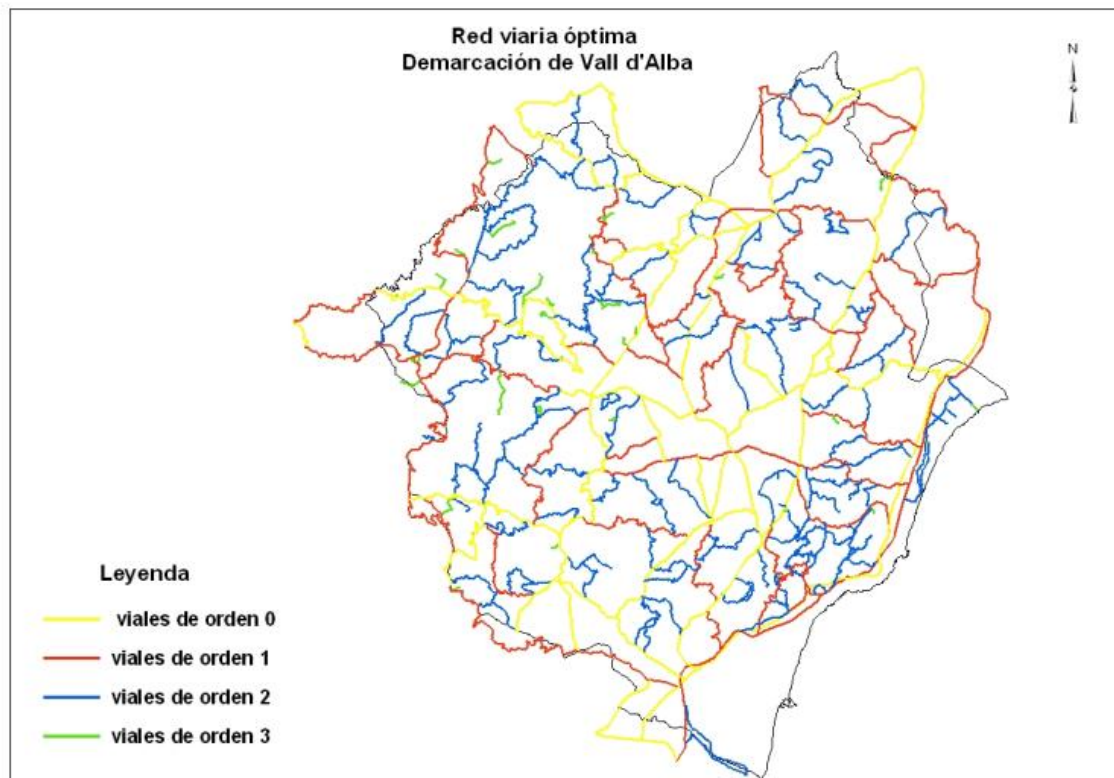 Red viaria óptima
Demarcación de Vall d'Alba
N
Leyenda
viales de orden 0
viales de orden 1
viales de orden 2
viales de orden 3